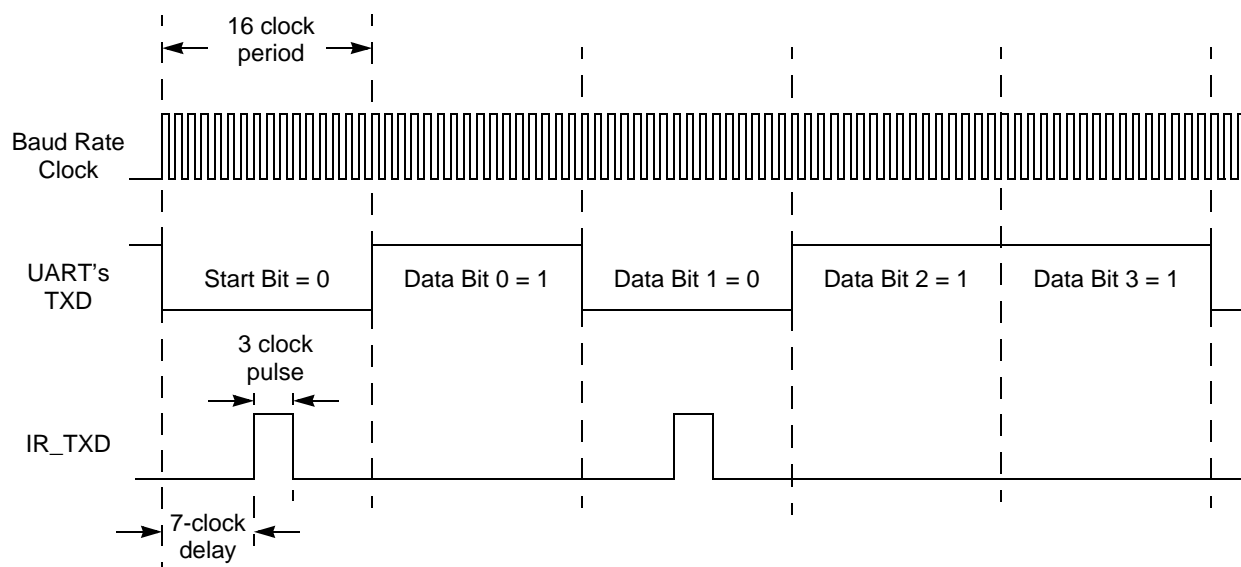 16 clock
period
Baud Rate
Clock
UART's
TXD
Start Bit = 0
Data Bit 0 = 1
Data Bit 1 = 0
Data Bit 2 = 1
Data Bit 3 = 1
3 clock
pulse
IR_TXD
7-clock
delay